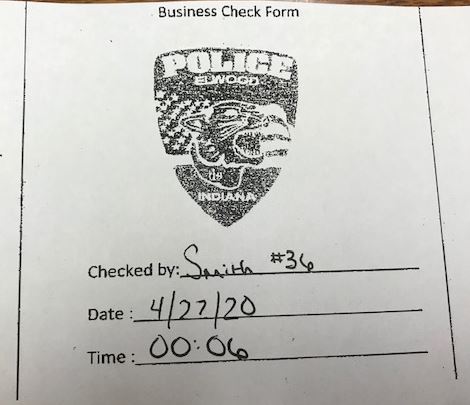 Business Check Form
POLICE
ELWOOD
INDIANA
Checked by: Smith #36
Date : 4/27/20
Time : 00:06